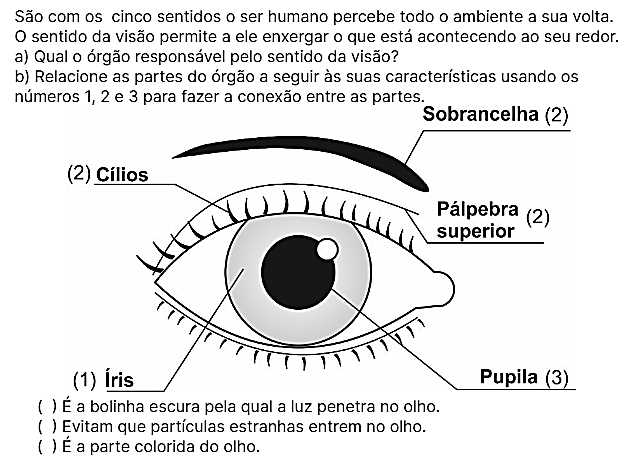 São com os cinco sentidos o ser humano percebe todo o ambiente a sua volta.
O sentido da visão permite a ele enxergar o que está acontecendo ao seu redor.
a) Qual o órgão responsável pelo sentido da visão?
b) Relacione as partes do órgão a seguir às suas características usando os
números 1, 2 e 3 para fazer a conexão entre as partes.
Sobrancelha (2)
(2) Cílios
Pálpebra (2)
superior
(1) Íris
Pupila (3)
( ) É a bolinha escura pela qual a luz penetra no olho.
( ) Evitam que partículas estranhas entrem no olho.
( ) É a parte colorida do olho.